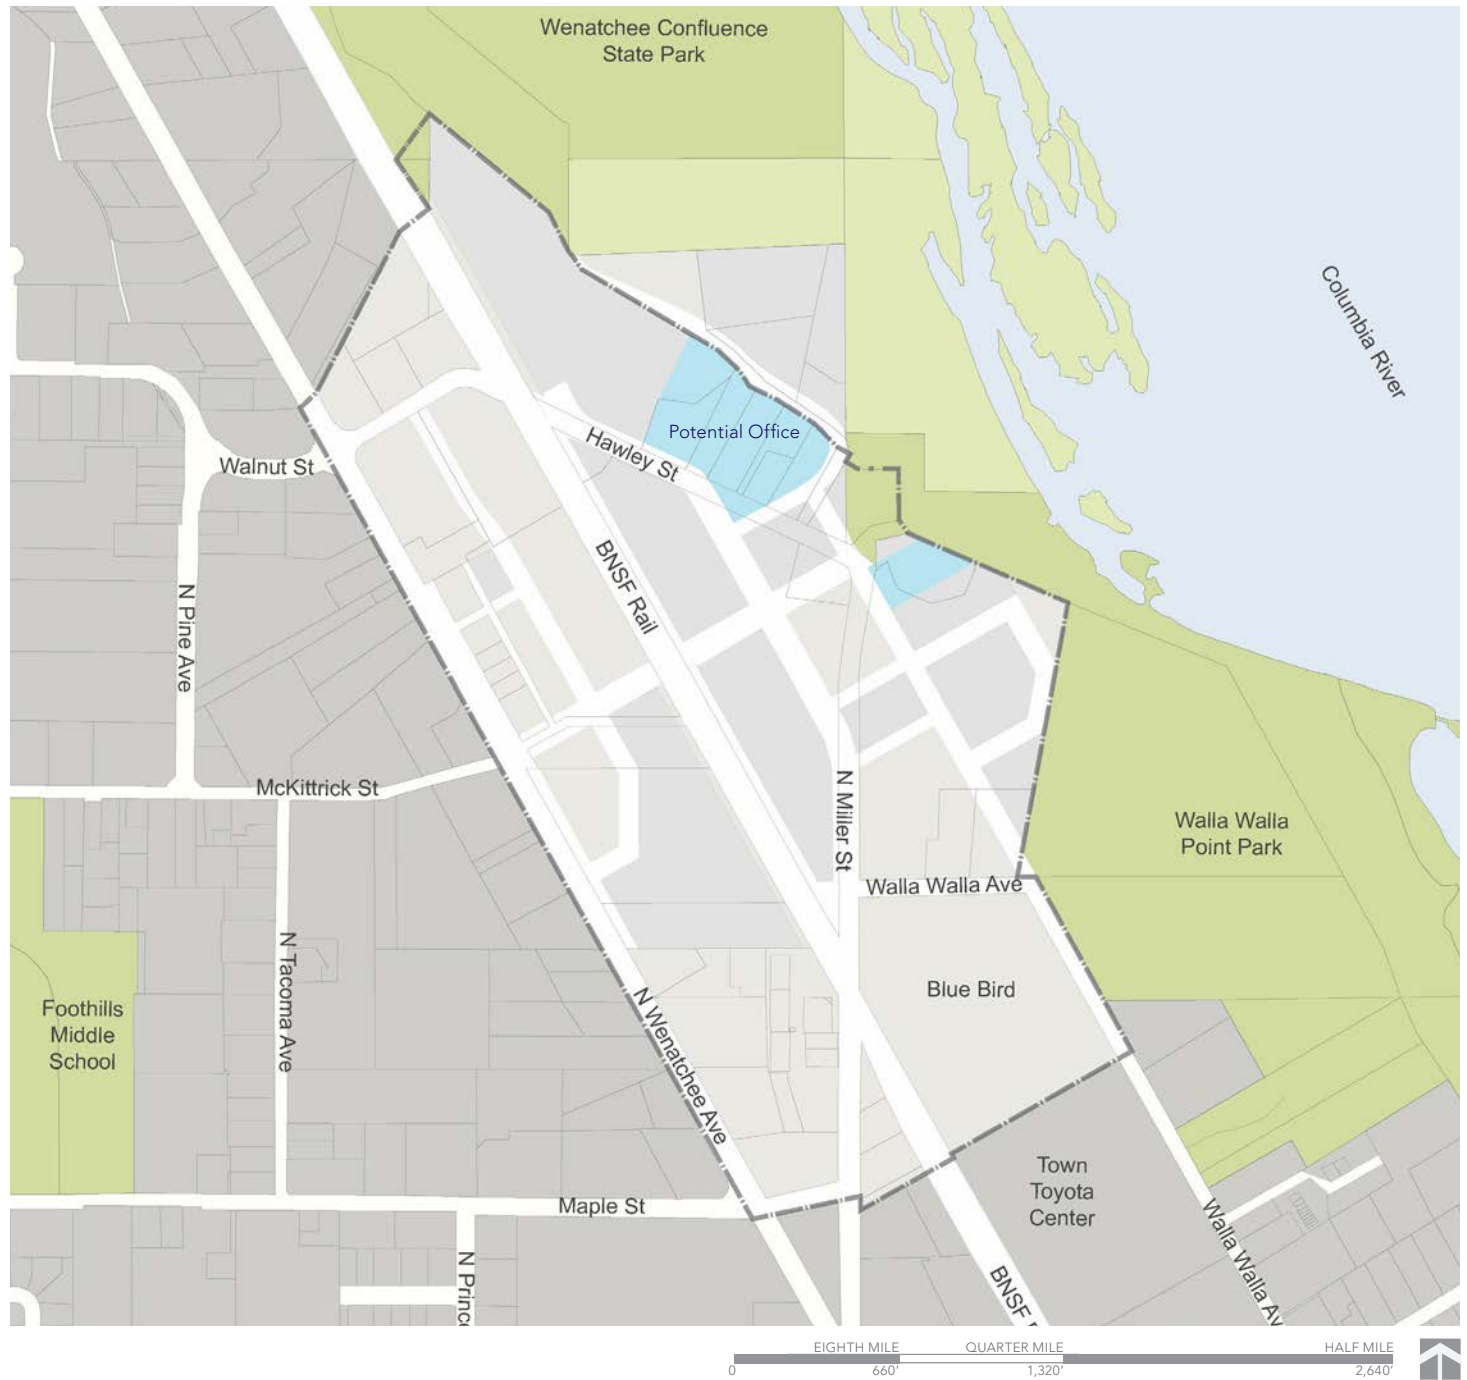 Wenatchee Confluence
State Park
Columbia River
Potential Office
Hawley St
Walnut St
BNSF Rail
N Pine Ave
McKittrick St
N Miller St
Walla Walla
Point Park
Walla Walla Ave
N Tacoma Ave
Blue Bird
Foothills
Middle
School
N Wenatchee Ave
Town
Toyota
Center
Maple St
Walla Walla Av
N Princ
BNSF
EIGHTH MILE
QUARTER MILE
HALF MILE
0
660'
1,320'
2,640'